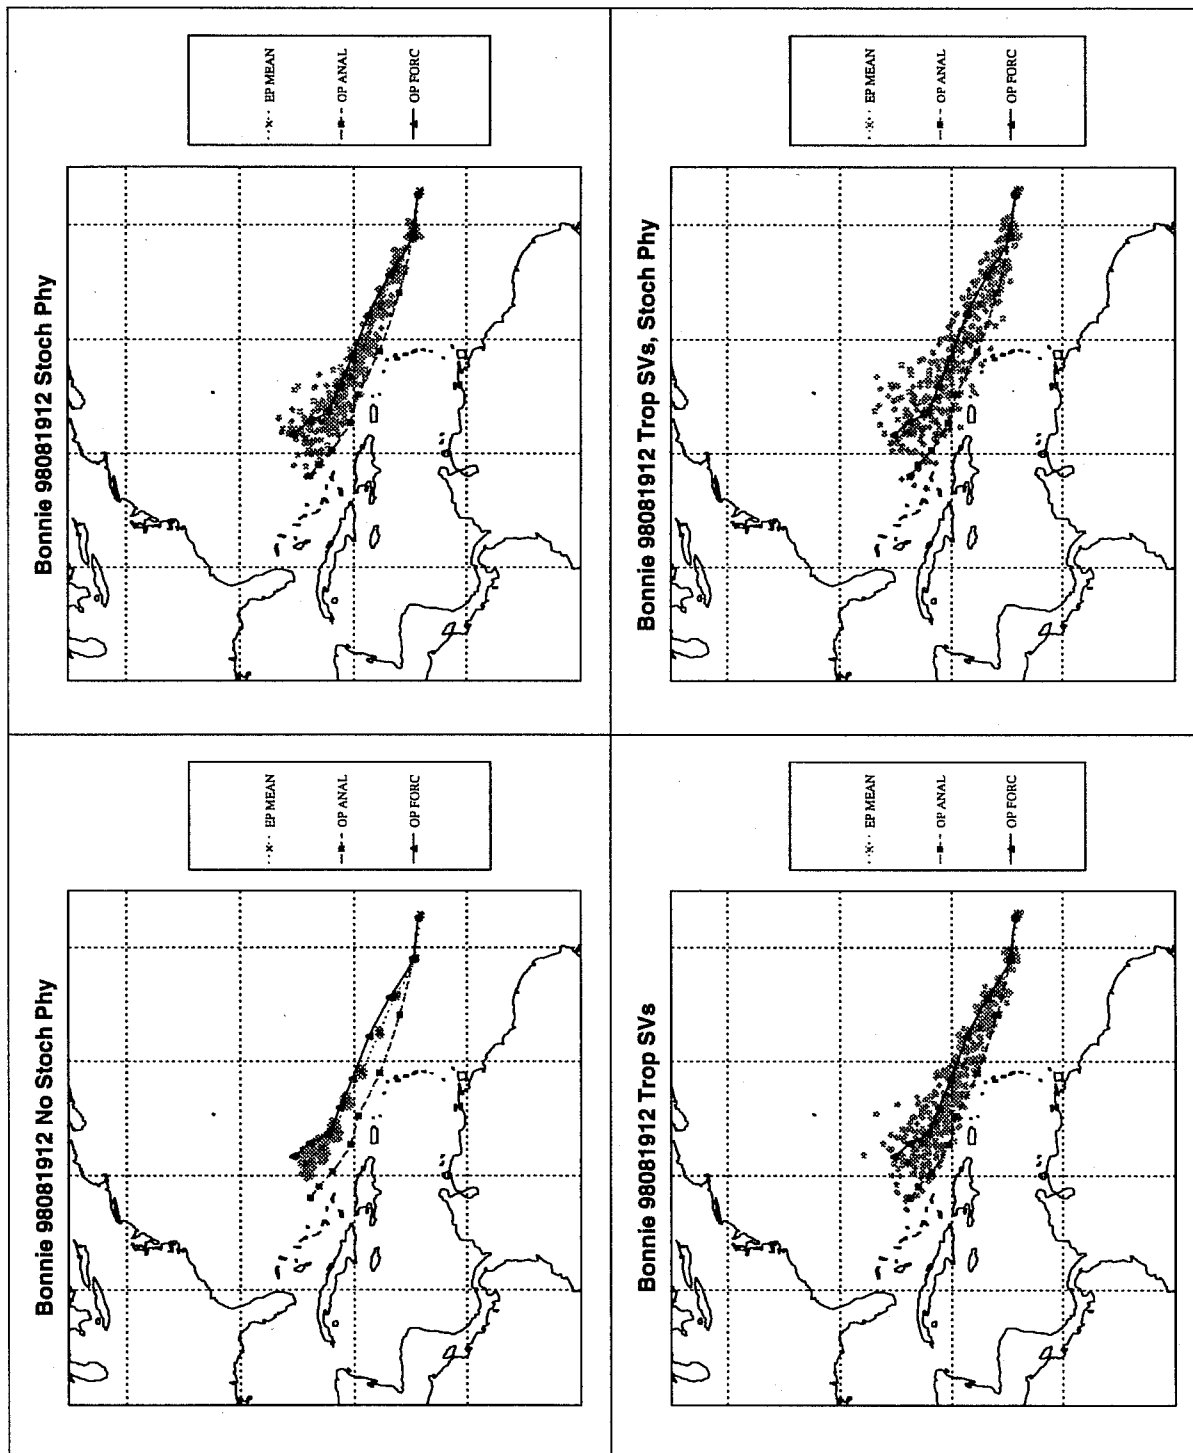 Bonnie 98081912 No Stoch Phy
EP MEAN
OP ANAL
OP FORC
Bonnie 98081912 Stoch Phy
EP MEAN
OP ANAL
OP FORC
Bonnie 98081912 Trop SVs
EP MEAN
OP ANAL
OP FORC
Bonnie 98081912 Trop SVs, Stoch Phy
EP MEAN
OP ANAL
OP FORC